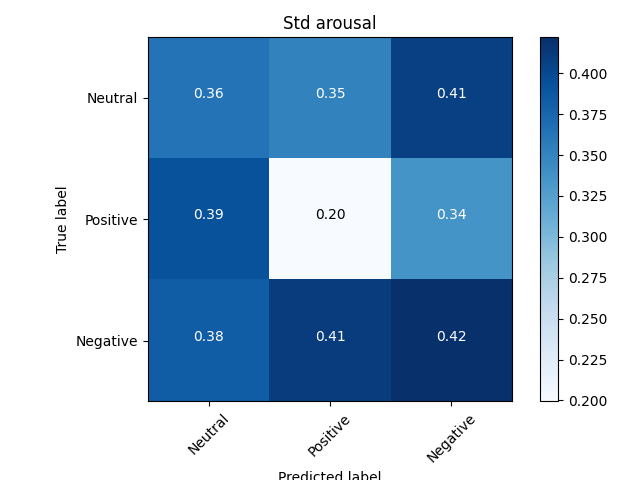 Std arousal
Neutral 0.36 0.35 0.41
Positive 0.39 0.20 0.34
Negative 0.38 0.41 0.42
True label
Neutral Positive Negative
Predicted label
0.400
0.375
0.350
0.325
0.300
0.275
0.250
0.225
0.200